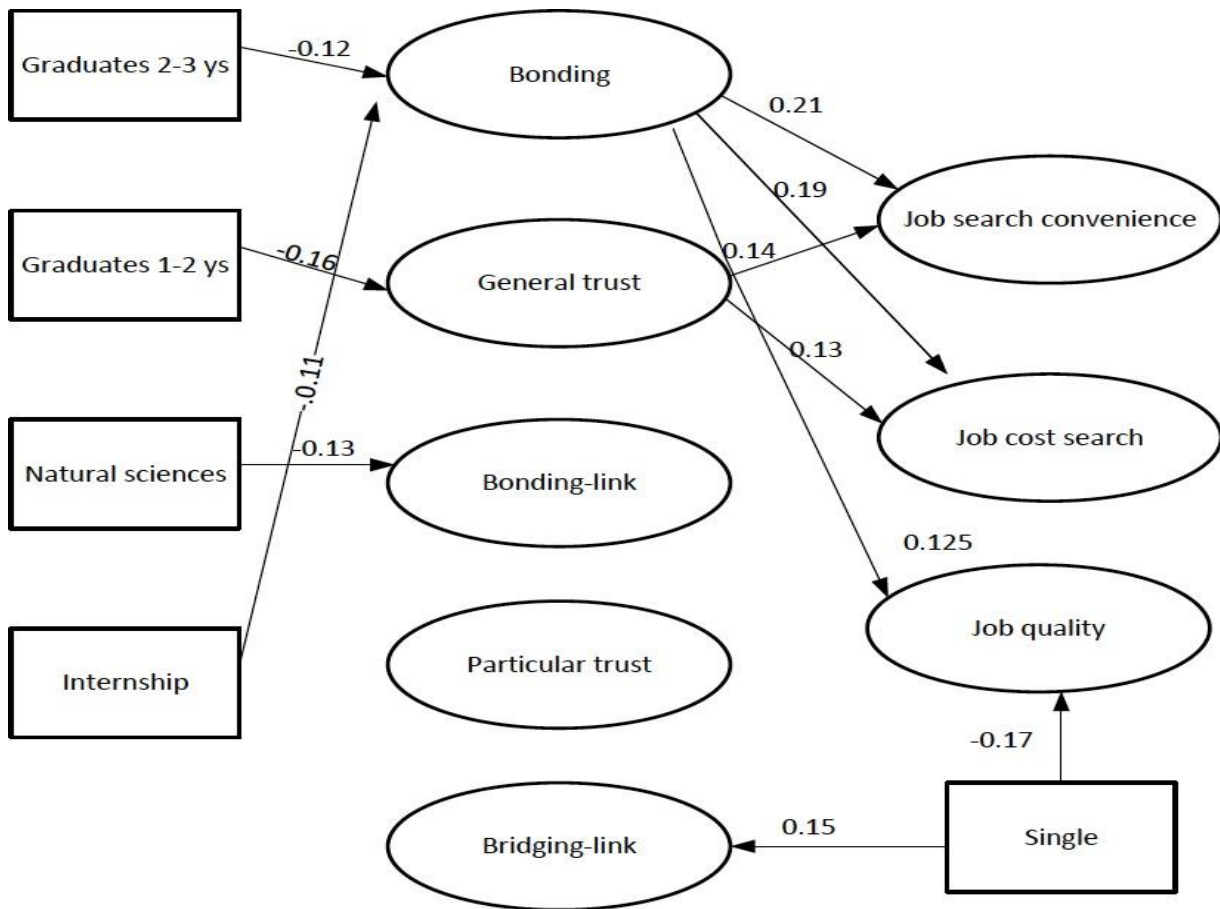 Graduates 2-3 ys
-0.12
Bonding
0.21
0.19
Job search convenience
Graduates 1-2 ys
-0.16
General trust
0.14
0.13
-.0.11
Job cost search
Natural sciences
-0.13
Bonding-link
0.125
Job quality
Internship
Particular trust
-0.17
Bridging-link
0.15
Single